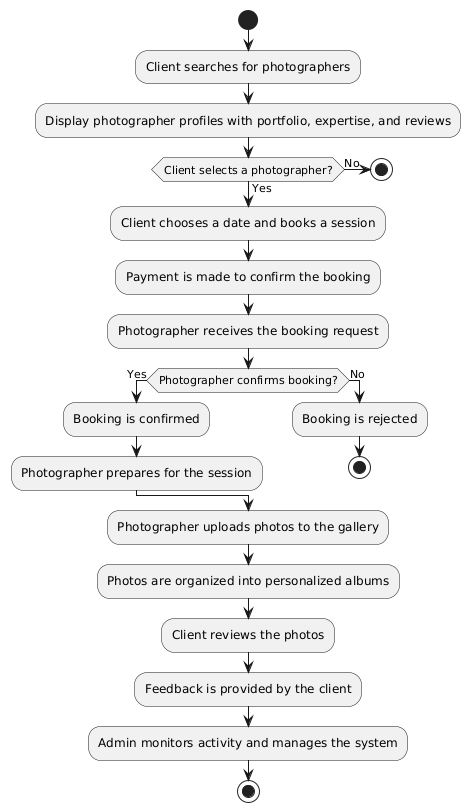 Client searches for photographers
Display photographer profiles with portfolio, expertise, and reviews
Client selects a photographer?
No
Yes
Client chooses a date and books a session
Payment is made to confirm the booking
Photographer receives the booking request
Yes
Photographer confirms booking?
No
Booking is confirmed
Booking is rejected
Photographer prepares for the session
Photographer uploads photos to the gallery
Photos are organized into personalized albums
Client reviews the photos
Feedback is provided by the client
Admin monitors activity and manages the system